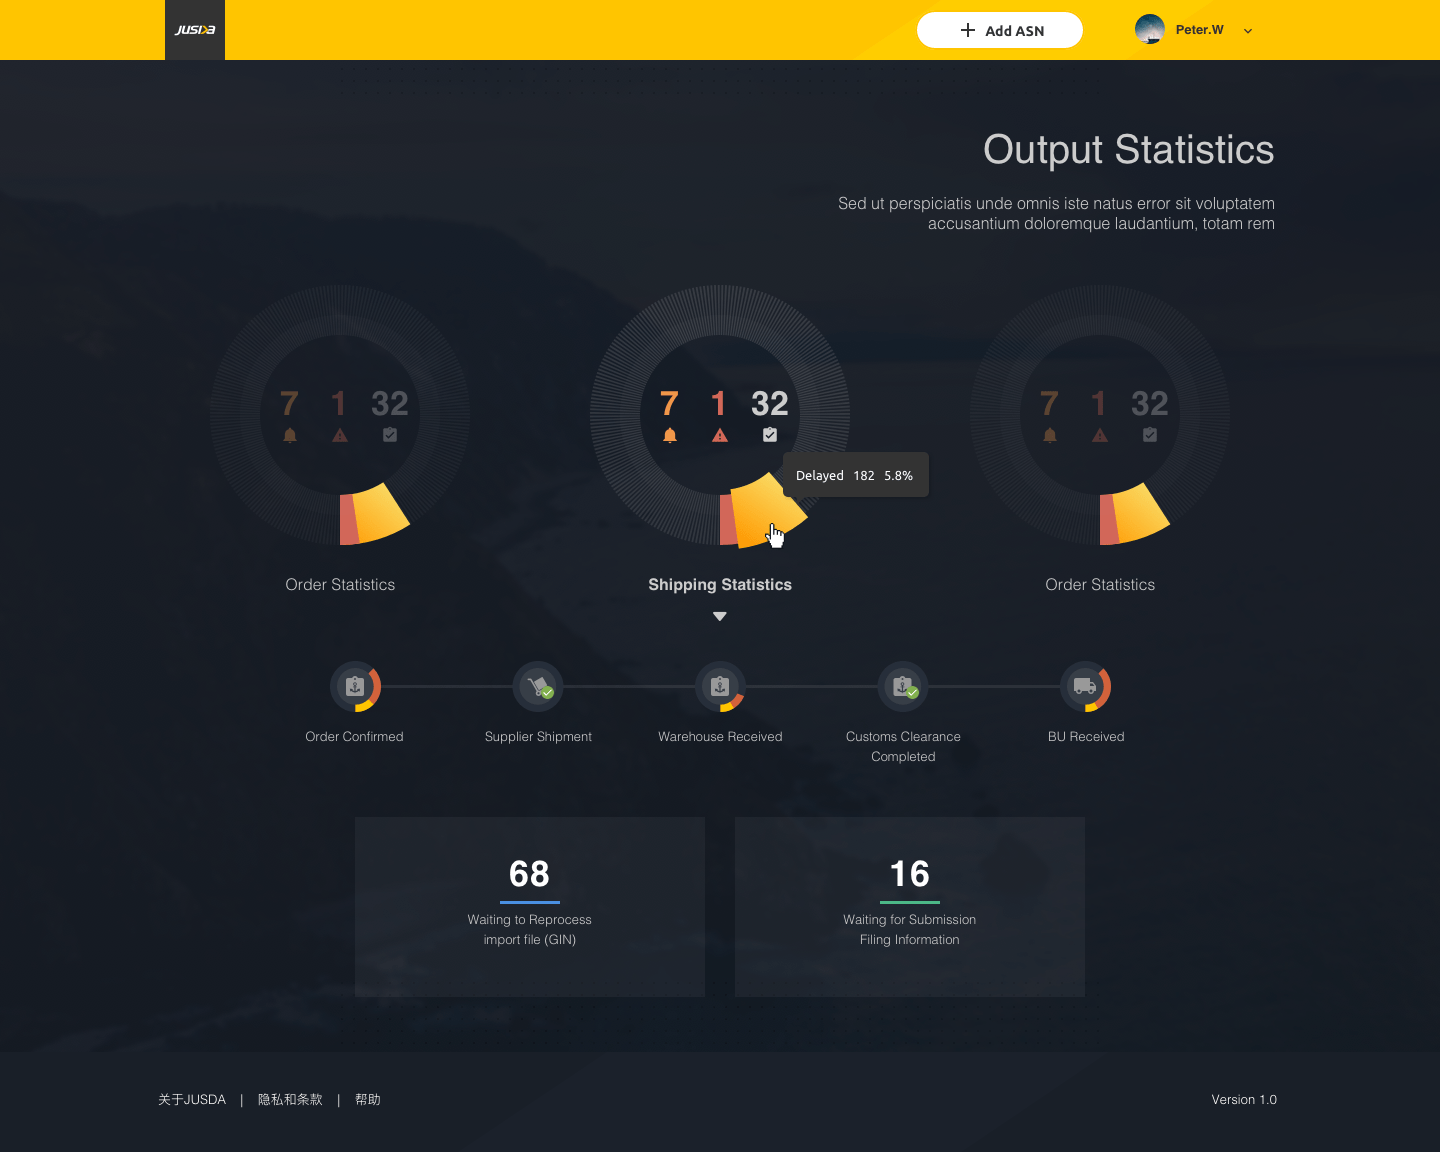 JUSDA
Add ASN
Peter.W
Output Statistics
Sed ut perspiciatis unde omnis iste natus error sit voluptatem
accusantium doloremque laudantium, totam rem
7 1 32
7 1 32
7 1 32
Delayed 182 5.8%
Order Statistics
Shipping Statistics
Order Statistics
Order Confirmed
Supplier Shipment
Warehouse Received
Customs Clearance
Completed
BU Received
68
Waiting to Reprocess
import file (GIN)
16
Waiting for Submission
Filing Information
关于JUSDA | 隐私和条款 | 帮助
Version 1.0